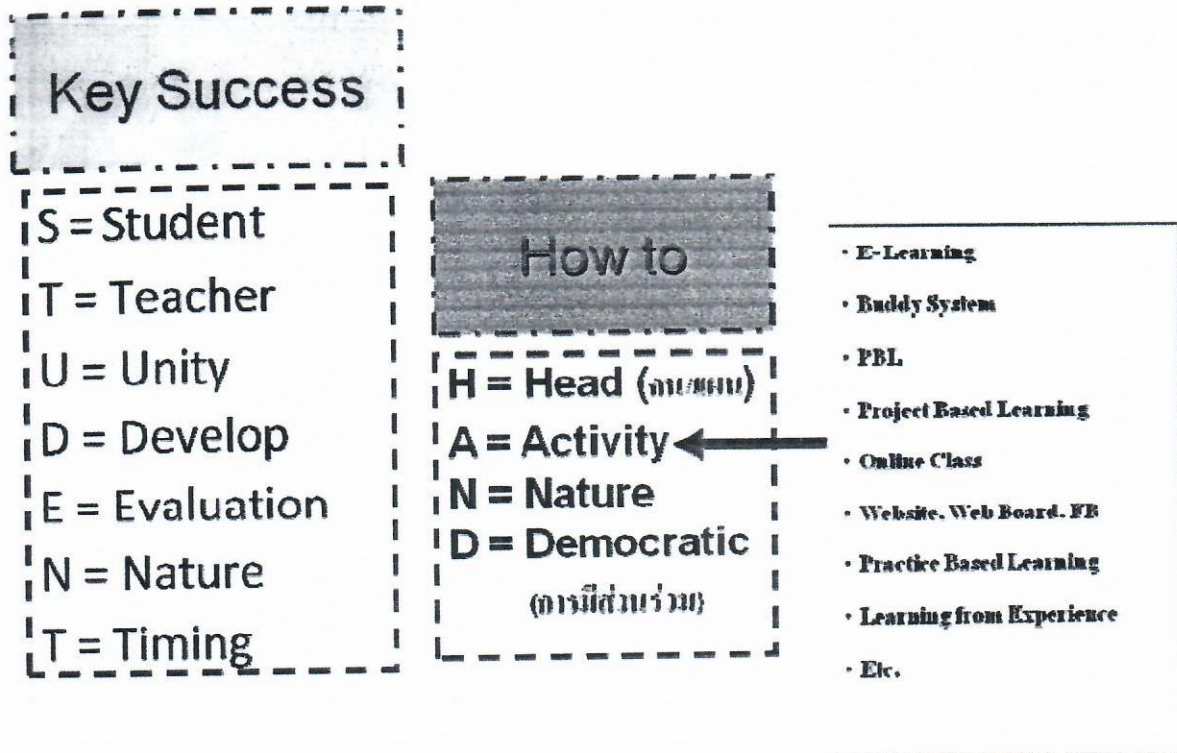 Key Success
S = Student
T = Teacher
U = Unity
D = Develop
E = Evaluation
N = Nature
T = Timing
How to
H = Head
A = Activity
N = Nature
D = Democratic
(การมีส่วนร่วม)
· E-Learning
· Buddy System
· PBL
· Project Based Learning
· Online Class
· Website. Web Board. FB
· Practice Based Learning
· Learning from Experience
· Etc.